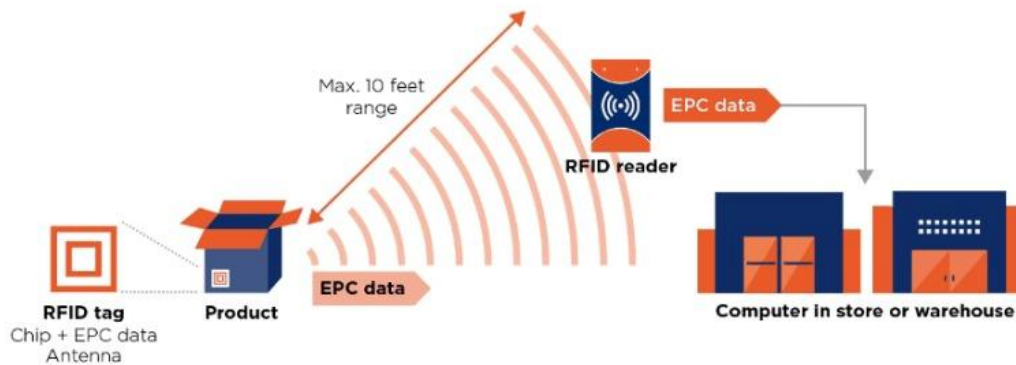 Max. 10 feet
range
EPC data
RFID reader
EPC data
RFID tag
Chip + EPC data
Antenna
Product
Computer in store or warehouse